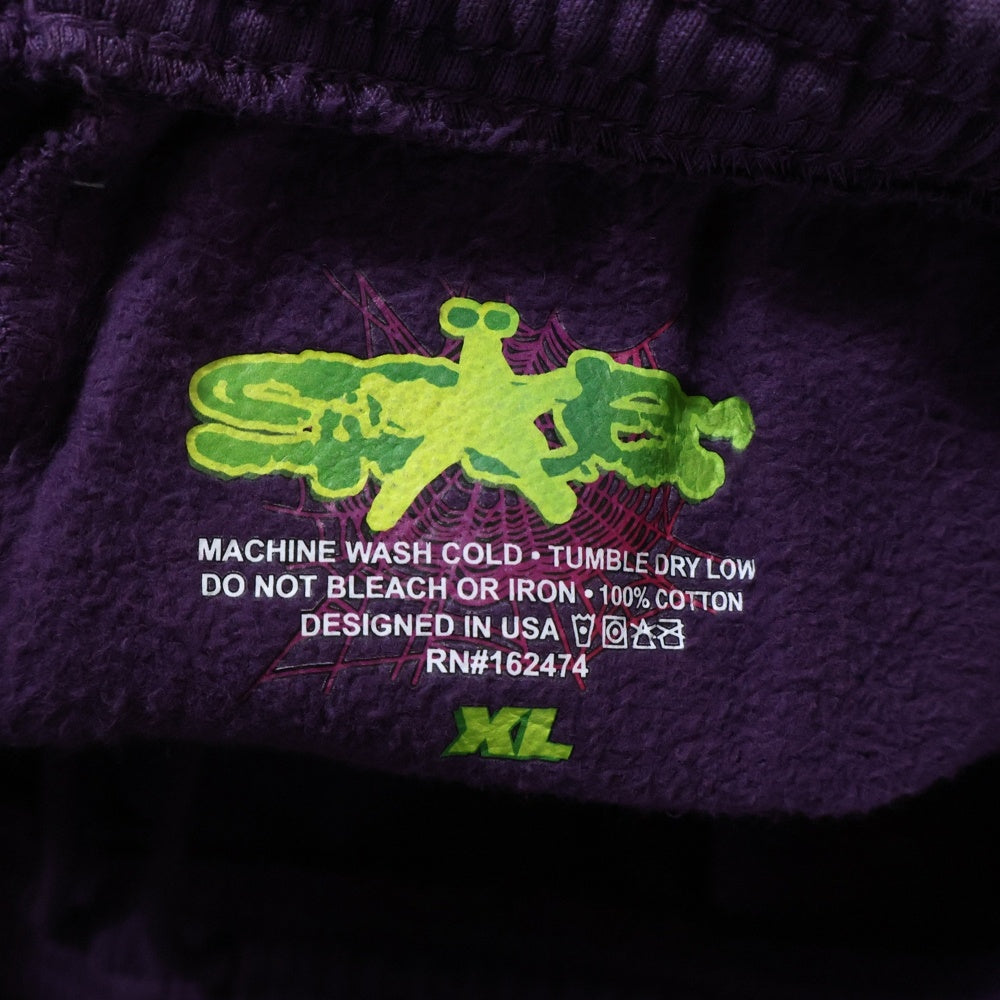 MACHINE WASH COLD • TUMBLE DRY LOW
DO NOT BLEACH OR IRON • 100% COTTON
DESIGNED IN USA
RN#162474
XL